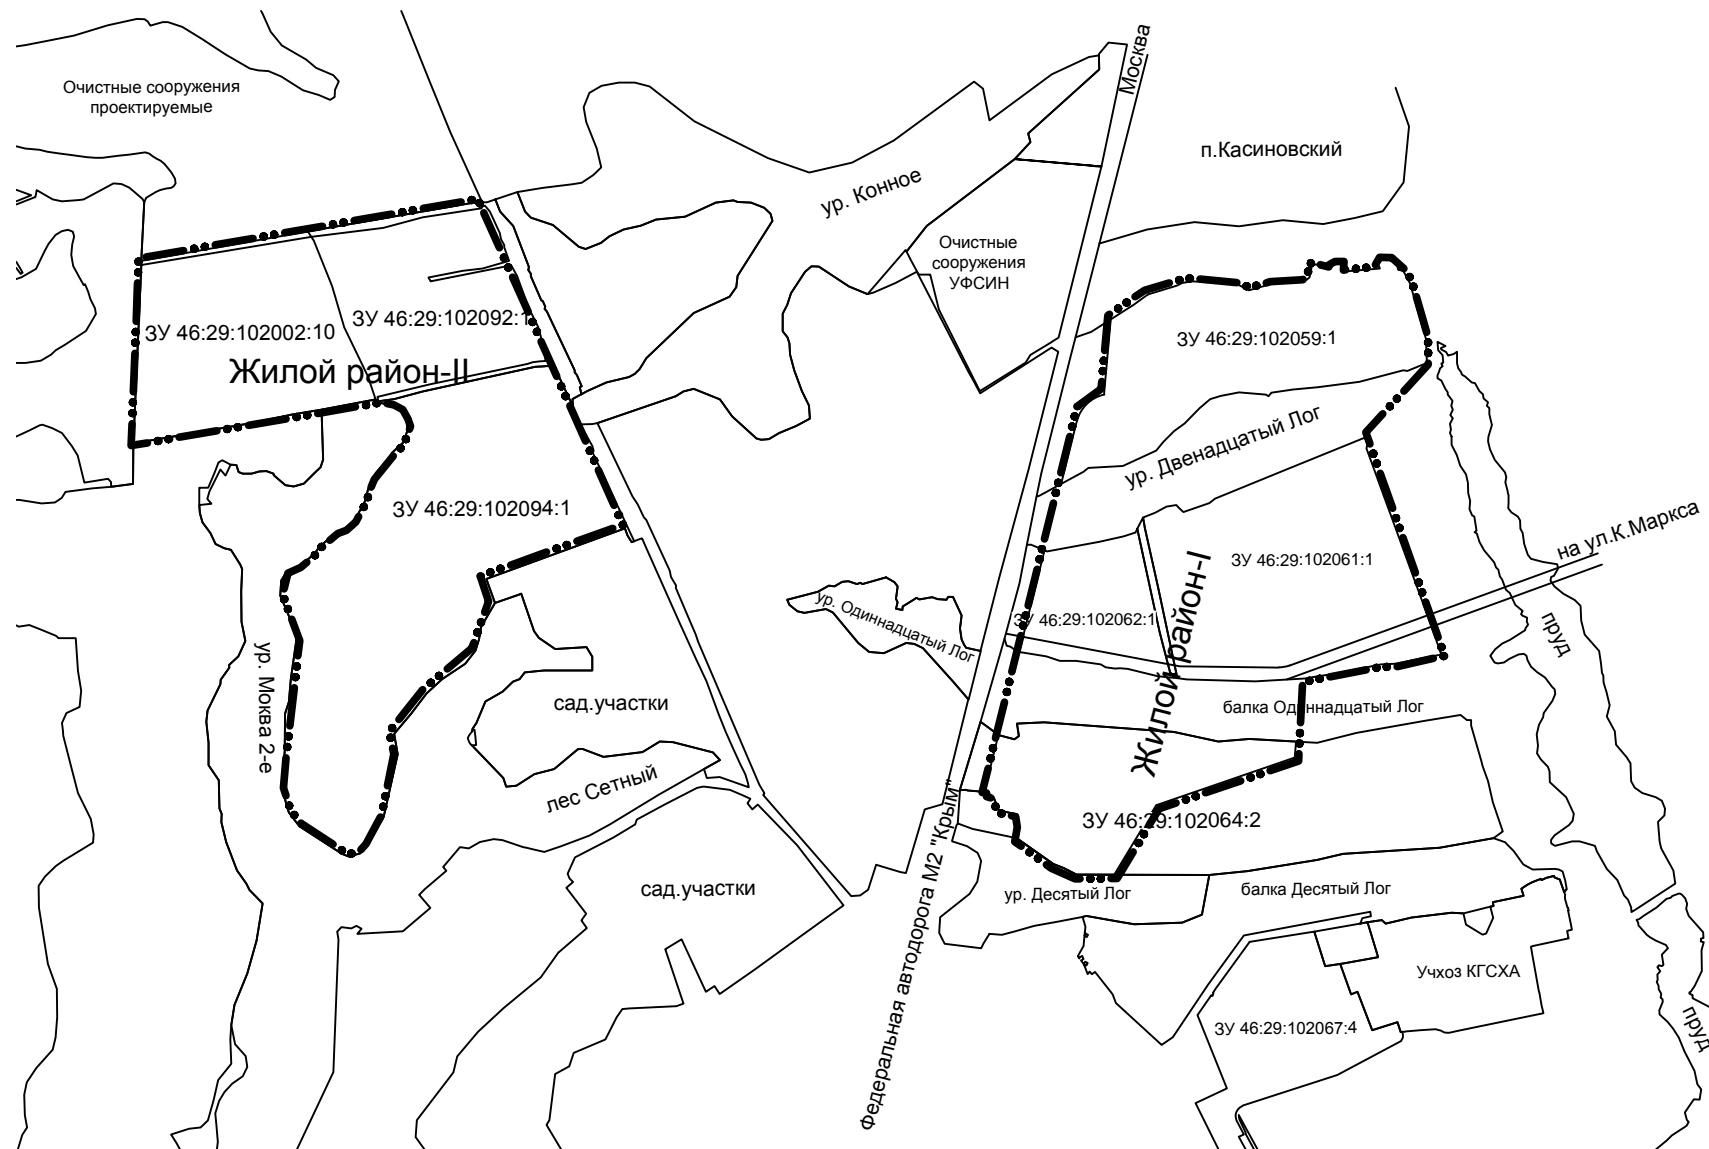 Очистные сооружения
проектируемые
Москва
п.Касиновский
ур. Конное
Очистные
сооружения
УФСИН
ЗУ 46:29:102002:10
ЗУ 46:29:102092:1
Жилой район-II
ЗУ 46:29:102059:1
ур. Двенадцатый Лог
ЗУ 46:29:102094:1
на ул.К.Маркса
ЗУ 46:29:102061:1
ур. Одиннадцатый Лог
ЗУ 46:29:102062:1
Жилой район-I
пруд
ур. Моква 2-е
сад.участки
балка Одиннадцатый Лог
лес Сетный
ЗУ 46:29:102064:2
сад.участки
Федеральная автодорога М2 "Крым"
ур. Десятый Лог
балка Десятый Лог
Учхоз КГСХА
ЗУ 46:29:102067:4
пруд